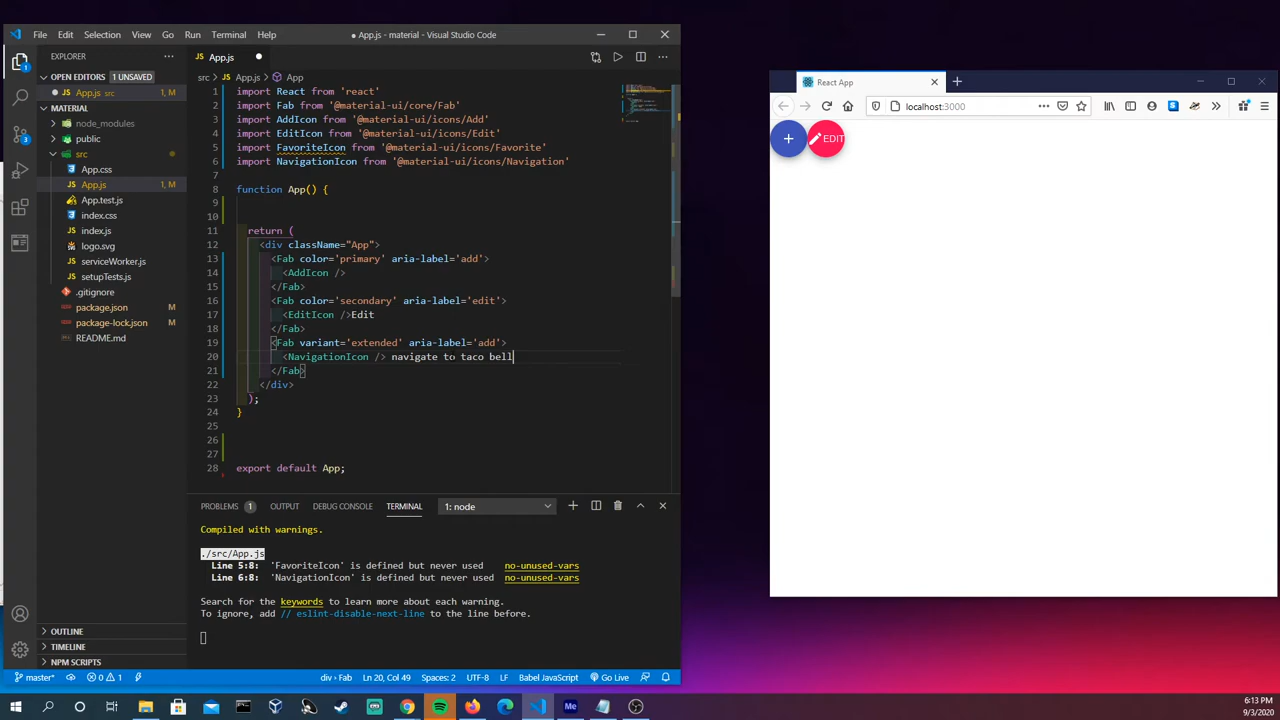 File Edit Selection View Go Run Terminal Help ● App.js - material - Visual Studio Code
EXPLORER
OPEN EDITORS 1 UNSAVED
App.js src 1, M
MATERIAL
node_modules
public
src
App.css
App.js 1, M
App.test.js
index.css
index.js
logo.svg
serviceWorker.js
setupTests.js
.gitignore
package.json M
package-lock.json M
README.md
OUTLINE
TIMELINE
NPM SCRIPTS
3
App.js
src > App.js > App
1 import React from 'react'
2 import Fab from '@material-ui/core/Fab'
3 import AddIcon from '@material-ui/icons/Add'
4 import EditIcon from '@material-ui/icons/Edit'
5 import FavoriteIcon from '@material-ui/icons/Favorite'
6 import NavigationIcon from '@material-ui/icons/Navigation'
7
8 function App() {
9
10
11 return (
12 <div className="App">
13 <Fab color='primary' aria-label='add'>
14 <AddIcon />
15 </Fab>
16 <Fab color='secondary' aria-label='edit'>
17 <EditIcon />Edit
18 </Fab>
19 <Fab variant='extended' aria-label='add'>
20 <NavigationIcon /> navigate to taco bell
21 </Fab>
22 </div>
23 );
24 }
25
26
27
28 export default App;
PROBLEMS 1 OUTPUT DEBUG CONSOLE TERMINAL 1: node
Compiled with warnings.
./src/App.js
Line 5:8: 'FavoriteIcon' is defined but never used no-unused-vars
Line 6:8: 'NavigationIcon' is defined but never used no-unused-vars
Search for the keywords to learn more about each warning.
To ignore, add // eslint-disable-next-line to the line before.
master* 0 1 div > Fab Ln 20, Col 49 Spaces: 2 UTF-8 LF Babel JavaScript Go Live
React App
localhost:3000
EDIT
Me
6:13 PM
9/3/2020